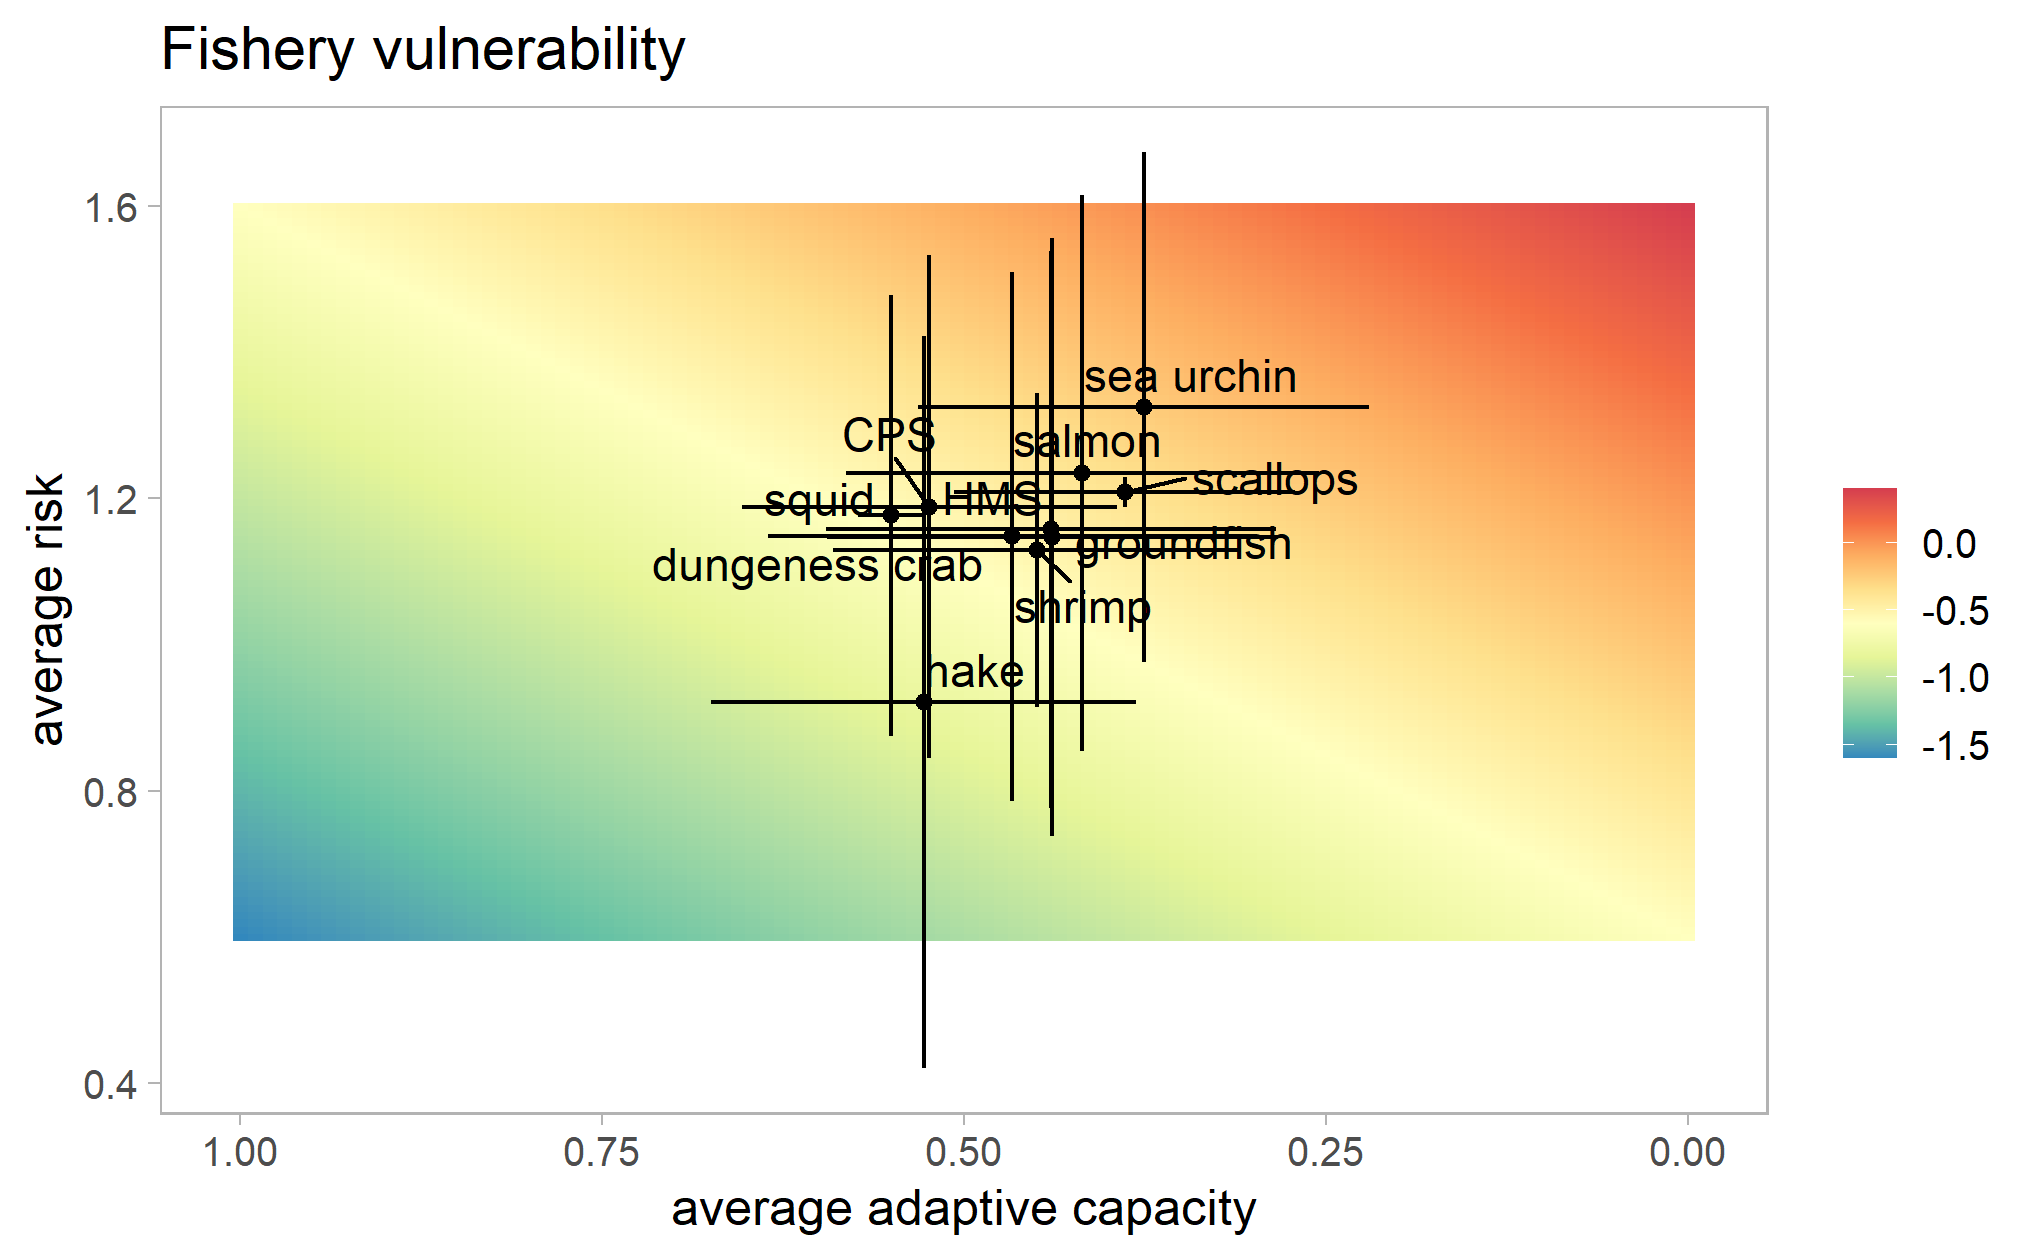 Fishery vulnerability
average risk
1.6
1.2
0.8
0.4
sea urchin
CPS
salmon
scallops
squid
HMS
groundfish
dungeness crab
shrimp
hake
0.0
-0.5
-1.0
-1.5
1.00
0.75
0.50
0.25
0.00
average adaptive capacity